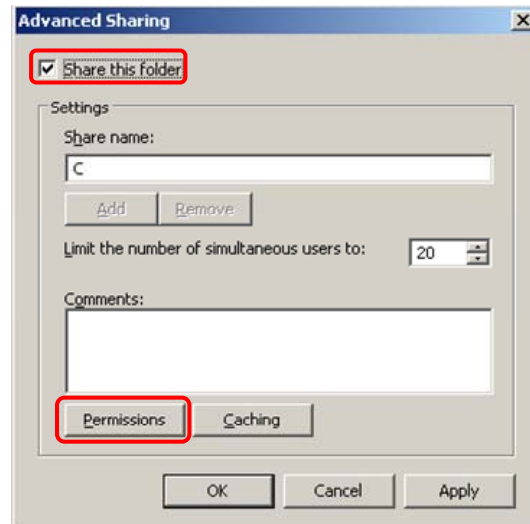 Advanced Sharing
Share this folder
Settings
Share name:
C
Add Remove
Limit the number of simultaneous users to: 20
Comments:
Permissions Caching
OK Cancel Apply